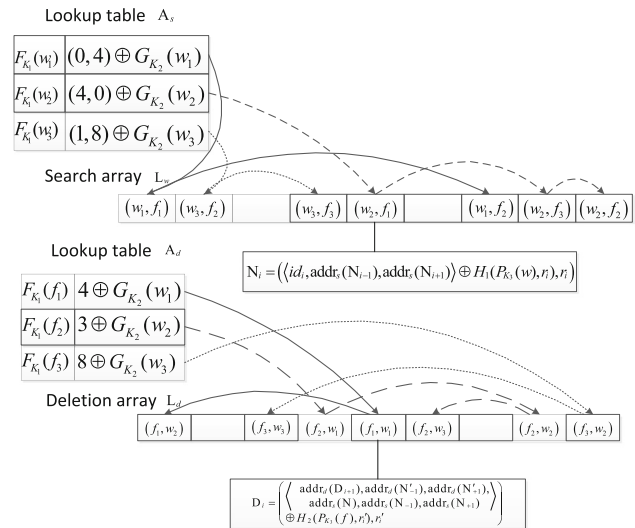 Lookup table A_s
F_{K_1}(w_1) (0,4) ⊕ G_{K_2}(w_1)
F_{K_1}(w_2) (4,0) ⊕ G_{K_2}(w_2)
F_{K_1}(w_3) (1,8) ⊕ G_{K_2}(w_3)
Search array L_w
(w_1,f_1) (w_3,f_2) (w_3,f_3) (w_2,f_1) (w_1,f_2) (w_2,f_3) (w_2,f_2)
N_i = (⟨id_i, addr_s(N_{i-1}), addr_s(N_{i+1})⟩ ⊕ H_1(P_{K_3}(w), r_i), r_i)
Lookup table A_d
F_{K_1}(f_1) 4 ⊕ G_{K_2}(w_1)
F_{K_1}(f_2) 3 ⊕ G_{K_2}(w_2)
F_{K_1}(f_3) 8 ⊕ G_{K_2}(w_3)
Deletion array L_d
(f_1,w_2) (f_3,w_3) (f_2,w_1) (f_1,w_1) (f_2,w_3) (f_2,w_2) (f_3,w_2)
D_i = (⟨addr_d(D_{i+1}), addr_d(N'_{-1}), addr_d(N'_{+1}),
addr_s(N), addr_s(N_{-1}), addr_s(N_{+1})⟩
⊕ H_2(P_{K_3}(f), r_i'), r_i')